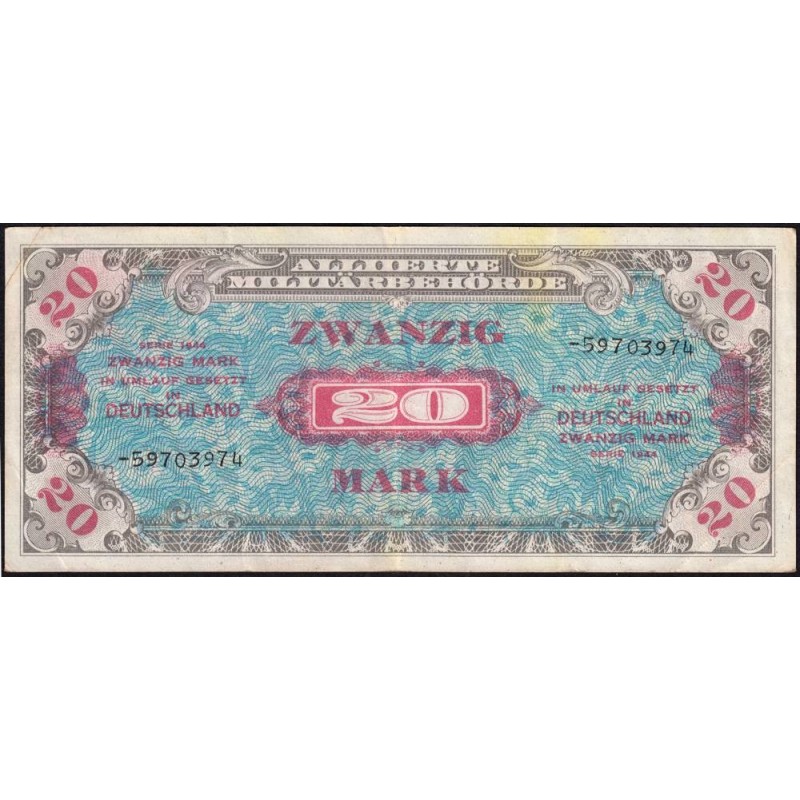 ALLIIERTE
MILITÄRBEHÖRDE
20
20
ZWANZIG
-59703974
SERIE 1944
ZWANZIG MARK
IN UMLAUF GESETZT
IN
DEUTSCHLAND
20
IN UMLAUF GESETZT
IN
DEUTSCHLAND
ZWANZIG MARK
SERIE 1944
-59703974
MARK
20
20